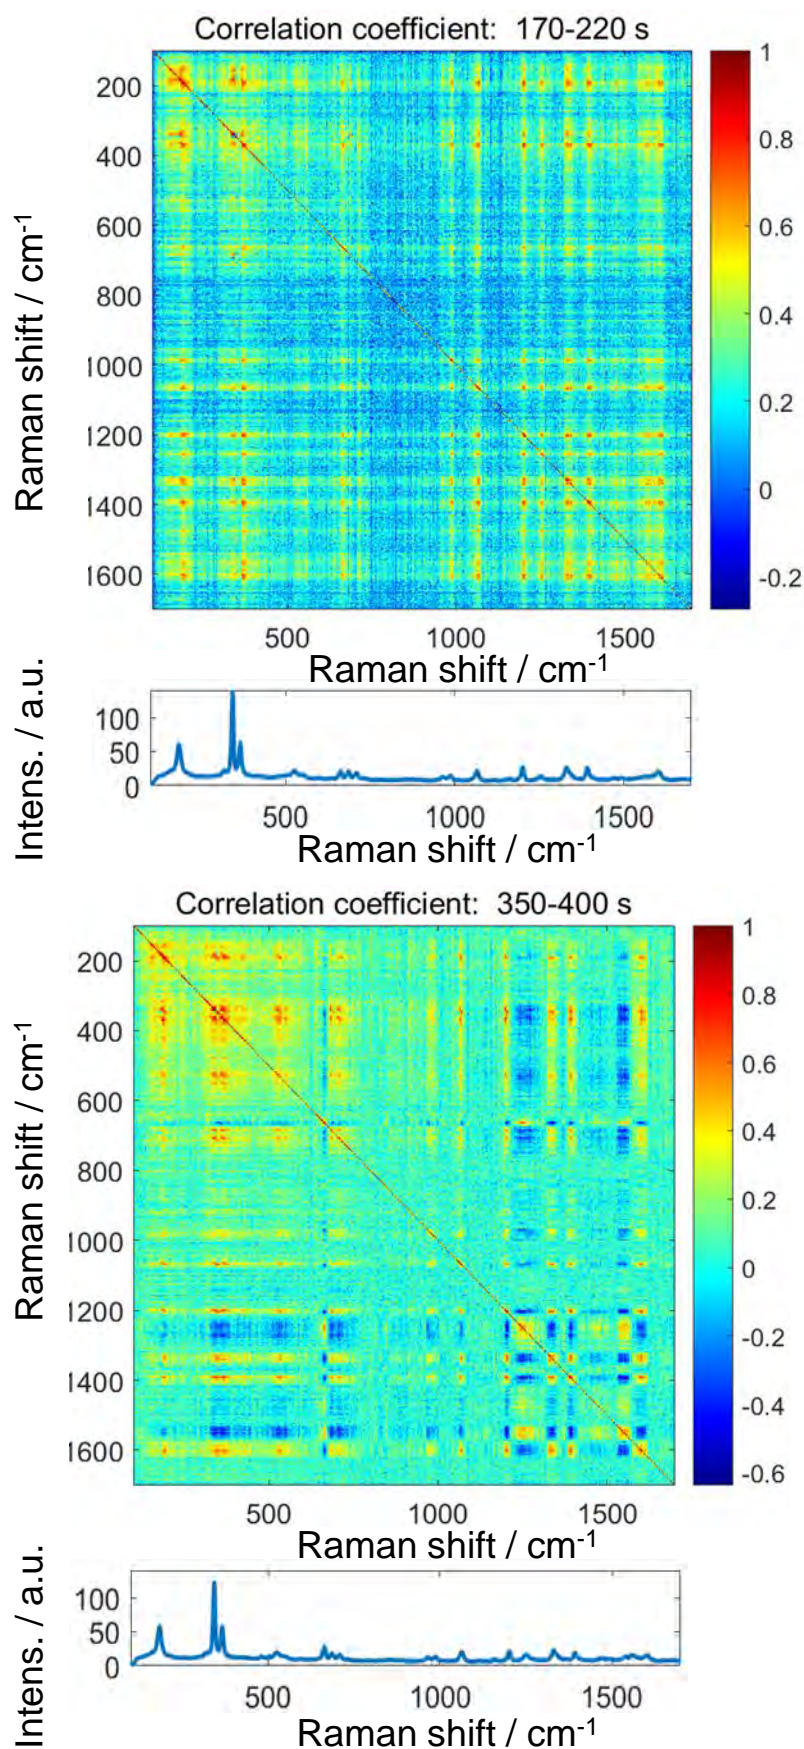 Correlation coefficient: 170-220 s
1
200
0.8
400
0.6
600
0.4
800
1000
0.2
1200
0
1400
-0.2
1600
500 1000 1500
Raman shift / cm-1
Raman shift / cm-1
100
50
0
500 1000 1500
Raman shift / cm-1
Intens. / a.u.
Correlation coefficient: 350-400 s
1
200
0.8
400
0.6
600
0.4
800
0.2
1000
0
1200
-0.2
1400
-0.4
1600
-0.6
500 1000 1500
Raman shift / cm-1
Raman shift / cm-1
100
50
0
500 1000 1500
Raman shift / cm-1
Intens. / a.u.